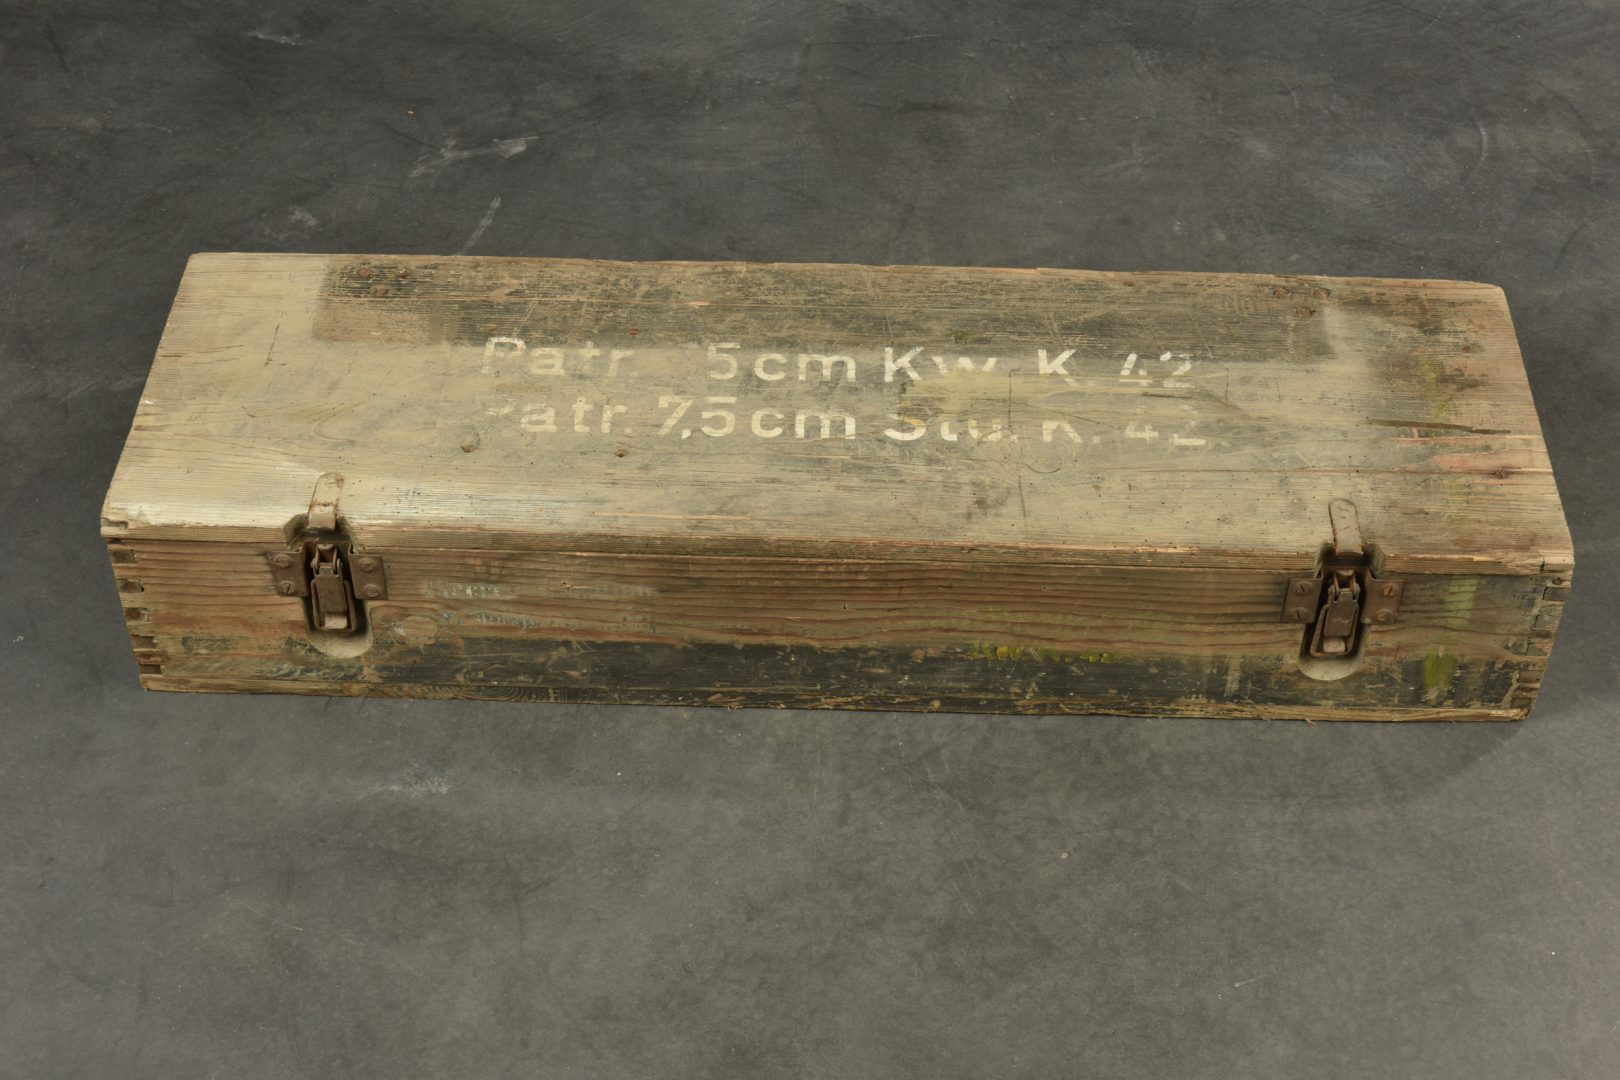 Patr. 5cm Kw. K. 42
Patr. 7,5cm Stu. K. 42